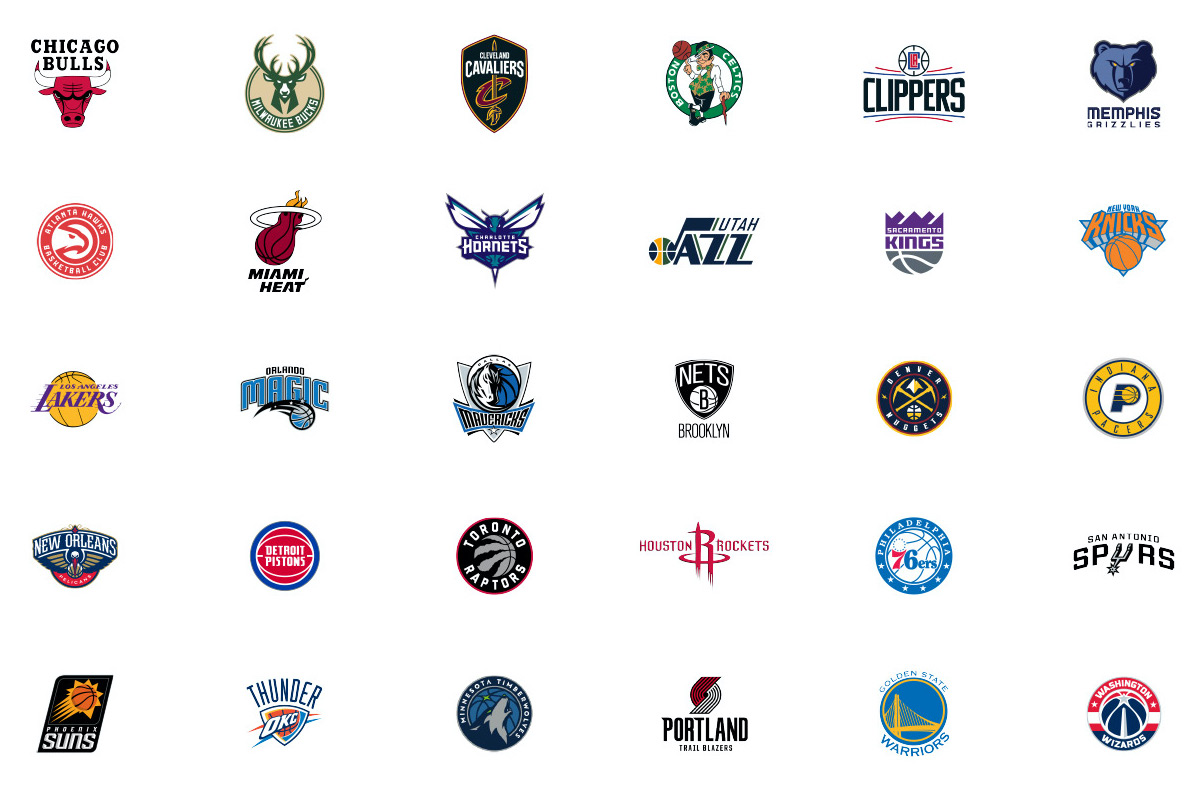 CHICAGO
BULLS
MILWAUKEE BUCKS
CLEVELAND
CAVALIERS
C
BOSTON CELTICS
LAC
CLIPPERS
MEMPHIS
GRIZZLIES
ATLANTA HAWKS
BASKETBALL CLUB
MIAMI
HEAT
CHARLOTTE
HORNETS
UTAH
JAZZ
SACRAMENTO
KINGS
NEW YORK
KNICKS
LOS ANGELES
LAKERS
ORLANDO
MAGIC
DALLAS
MAVERICKS
NETS
B
BROOKLYN
DENVER
NUGGETS
INDIANA
P
PACERS
NEW ORLEANS
PELICANS
DETROIT
PISTONS
TORONTO
RAPTORS
HOUSTON R ROCKETS
PHILADELPHIA
76ers
SAN ANTONIO
SPURS
PHOENIX
SUNS
THUNDER
OKC
MINNESOTA TIMBERWOLVES
PORTLAND
TRAIL BLAZERS
GOLDEN STATE
WARRIORS
WASHINGTON
WIZARDS